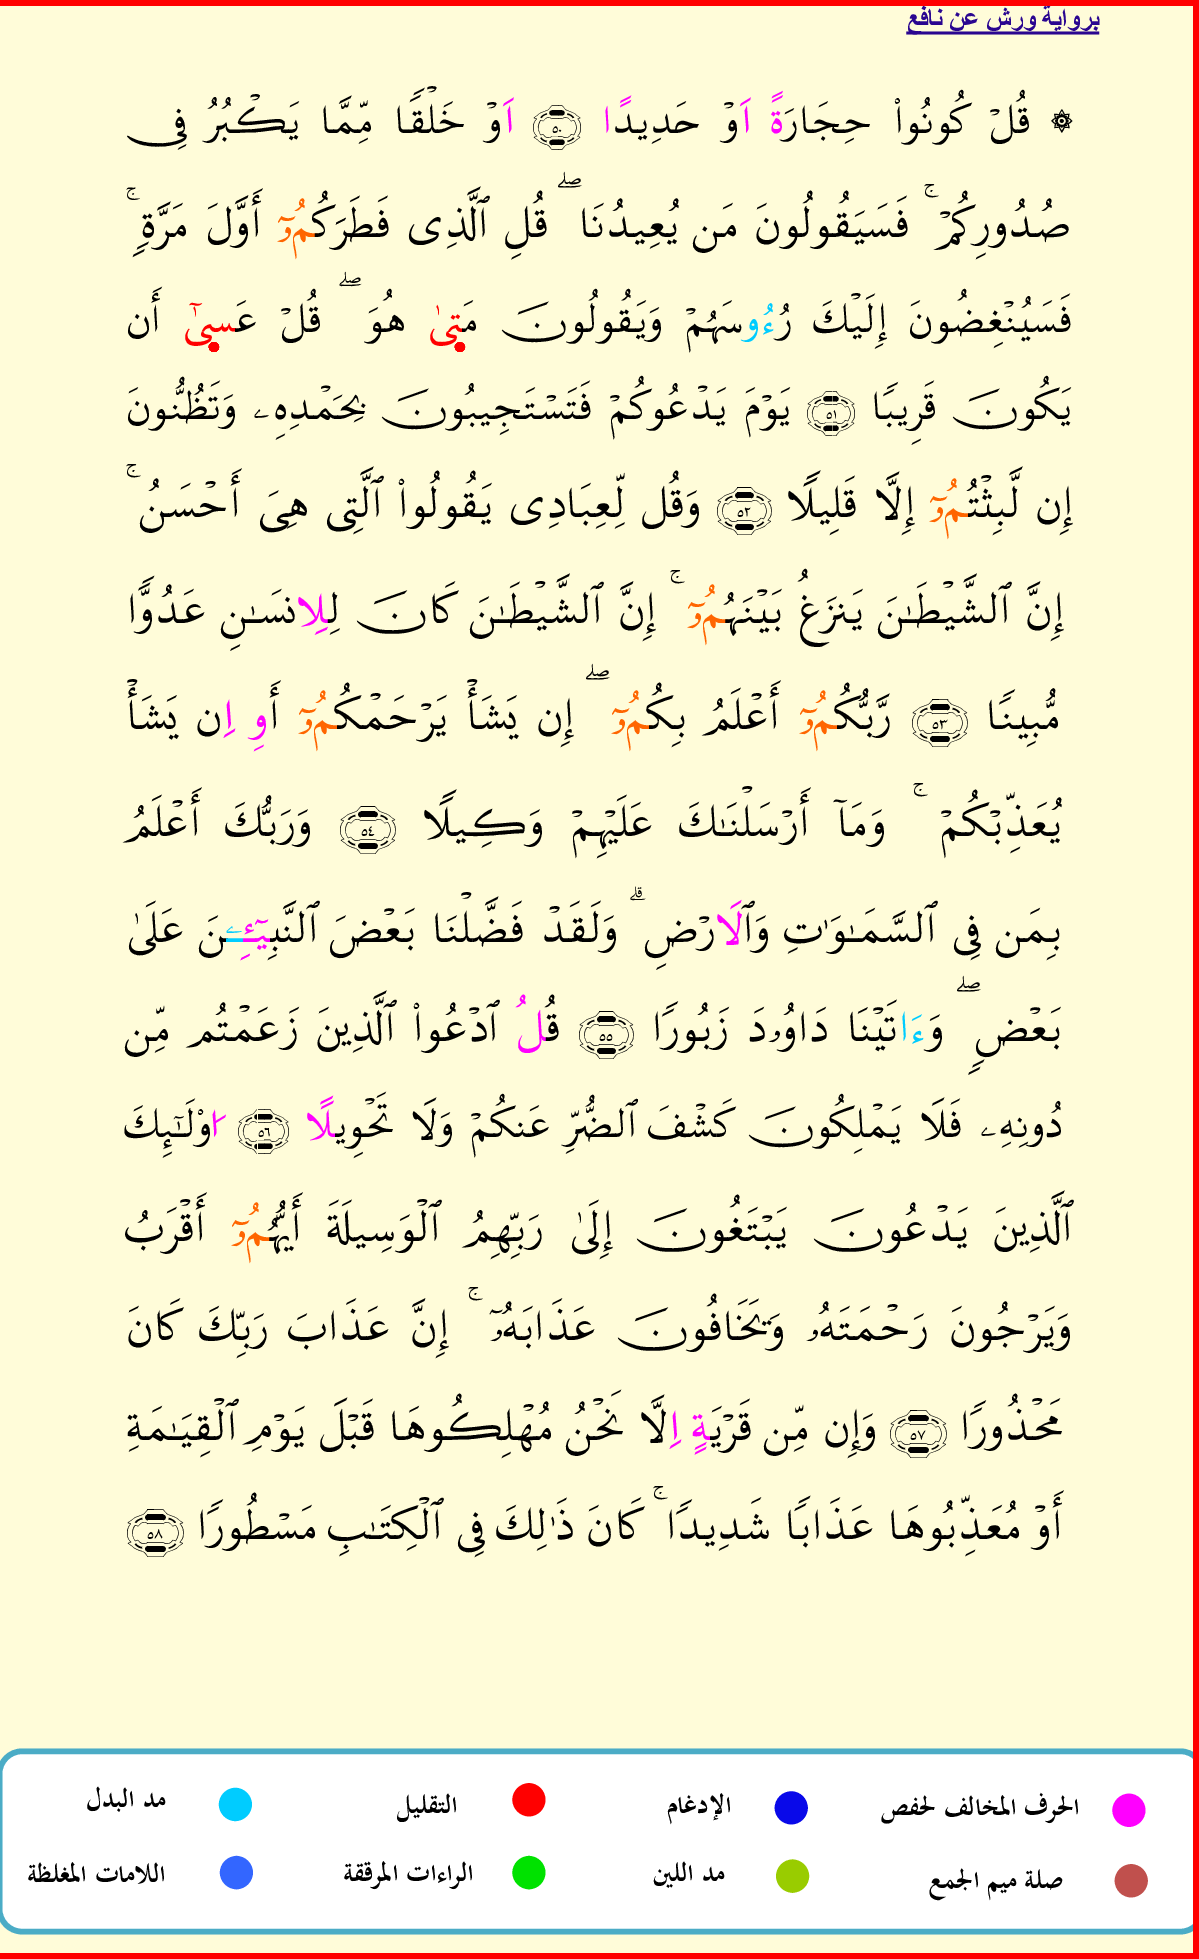 برواية ورش عن نافع
۞ قُلْ كُونُوا۟ حِجَارَةً اَوْ حَدِيدًا ٥٠ اَوْ خَلْقًا مِّمَّا يَكْبُرُ فِى
صُدُورِكُمْ ۚ فَسَيَقُولُونَ مَن يُعِيدُنَا ۖ قُلِ ٱلَّذِى فَطَرَكُمُۥٓ أَوَّلَ مَرَّةٍ ۚ
فَسَيُنْغِضُونَ إِلَيْكَ رُءُوسَهُمْ وَيَقُولُونَ مَتۭىٰ هُوَ ۖ قُلْ عَسۭىٰٓ أَن
يَكُونَ قَرِيبًا ٥١ يَوْمَ يَدْعُوكُمْ فَتَسْتَجِيبُونَ بِحَمْدِهِۦ وَتَظُنُّونَ
إِن لَّبِثْتُمُۥٓ إِلَّا قَلِيلًا ٥٢ وَقُل لِّعِبَادِى يَقُولُوا۟ ٱلَّتِى هِىَ أَحْسَنُ ۚ
إِنَّ ٱلشَّيْطَٰنَ يَنزَغُ بَيْنَهُمُۥٓ ۚ إِنَّ ٱلشَّيْطَٰنَ كَانَ لِلِانسَٰنِ عَدُوًّا
مُّبِينًا ٥٣ رَّبُّكُمُۥٓ أَعْلَمُ بِكُمُۥٓ ۖ إِن يَشَأْ يَرْحَمْكُمُۥٓ أَوِ اِن يَشَأْ
يُعَذِّبْكُمْ ۚ وَمَآ أَرْسَلْنَٰكَ عَلَيْهِمْ وَكِيلًا ٥٤ وَرَبُّكَ أَعْلَمُ
بِمَن فِى ٱلسَّمَٰوَٰتِ وَٱلَارْضِ ۗ وَلَقَدْ فَضَّلْنَا بَعْضَ ٱلنَّبِيٓـِٕۧنَ عَلَىٰ
بَعْضٍ ۖ وَءَاتَيْنَا دَاوُۥدَ زَبُورًا ٥٥ قُلُ ٱدْعُوا۟ ٱلَّذِينَ زَعَمْتُم مِّن
دُونِهِۦ فَلَا يَمْلِكُونَ كَشْفَ ٱلضُّرِّ عَنكُمْ وَلَا تَحْوِيلًا ٥٦ اُو۟لَٰٓئِكَ
ٱلَّذِينَ يَدْعُونَ يَبْتَغُونَ إِلَىٰ رَبِّهِمُ ٱلْوَسِيلَةَ أَيُّهُمُۥٓ أَقْرَبُ
وَيَرْجُونَ رَحْمَتَهُۥ وَيَخَافُونَ عَذَابَهُۥٓ ۚ إِنَّ عَذَابَ رَبِّكَ كَانَ
مَحْذُورًا ٥٧ وَإِن مِّن قَرْيَةٍ اِلَّا نَحْنُ مُهْلِكُوهَا قَبْلَ يَوْمِ ٱلْقِيَٰمَةِ
أَوْ مُعَذِّبُوهَا عَذَابًا شَدِيدًا ۚ كَانَ ذَٰلِكَ فِى ٱلْكِتَٰبِ مَسْطُورًا ٥٨
الحرف المخالف لحفص الإدغام التقليل مد البدل
صلة ميم الجمع مد اللين الراءات المرققة اللامات المغلظة